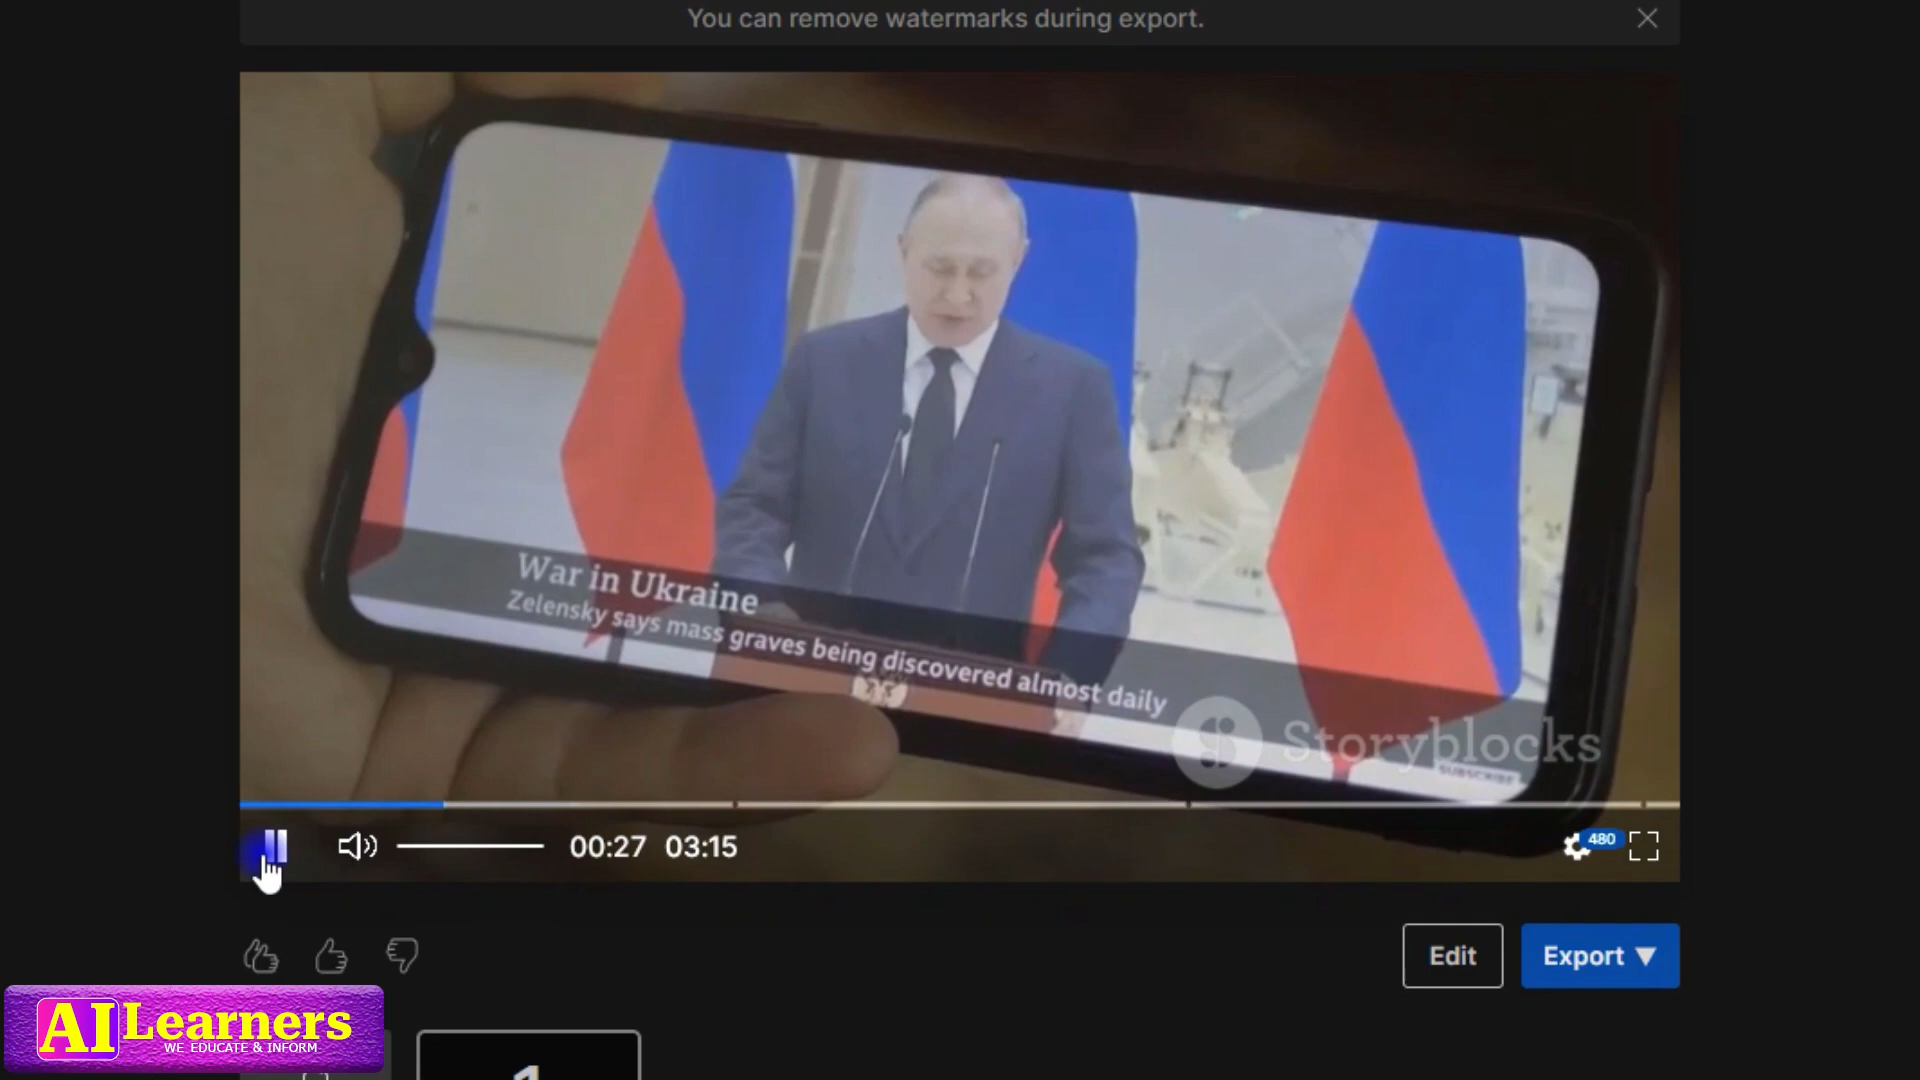 You can remove watermarks during export.
War in Ukraine
Zelensky says mass graves being discovered almost daily
Storyblocks
SUBSCRIBE
00:27 03:15
480
Edit
Export
AI Learners
WE EDUCATE & INFORM
1